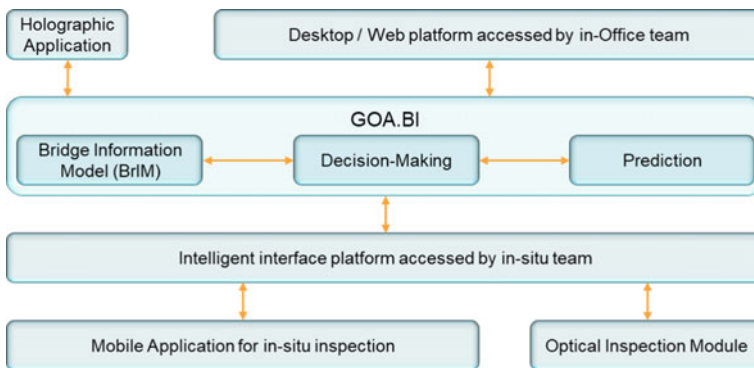 Holographic
Application
Desktop / Web platform accessed by in-Office team
GOA.BI
Bridge Information
Model (BrIM)
Decision-Making
Prediction
Intelligent interface platform accessed by in-situ team
Mobile Application for in-situ inspection
Optical Inspection Module